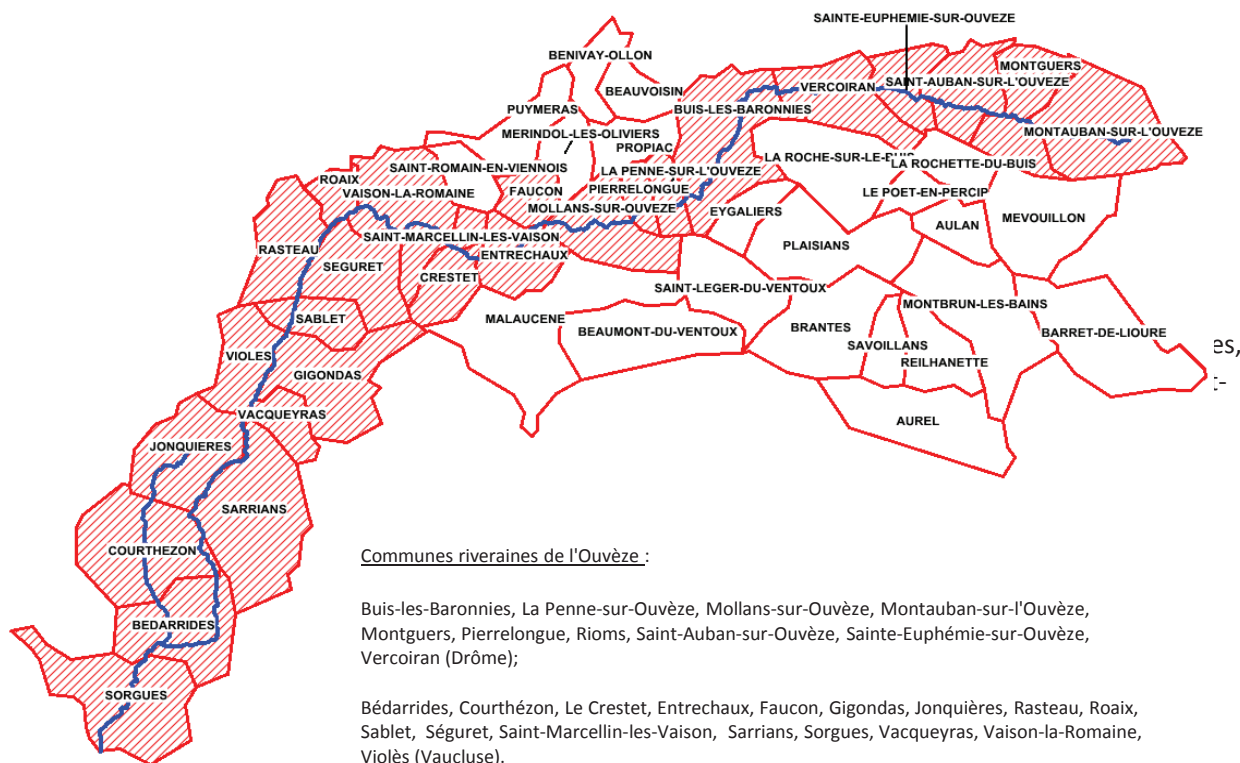 SAINTE-EUPHEMIE-SUR-OUVEZE
BENIVAY-OLLON
MONTGUERS
SAINT-AUBAN-SUR-L'OUVEZE
BEAUVOISIN
VERCOIRAN
PUYMERAS
BUIS-LES-BARONNIES
MERINDOL-LES-OLIVIERS
MONTAUBAN-SUR-L'OUVEZE
PROPIAC
LA ROCHE-SUR-LE-BUIS
LA ROCHETTE-DU-BUIS
SAINT-ROMAIN-EN-VIENNOIS
LA PENNE-SUR-L'OUVEZE
ROAIX
VAISON-LA-ROMAINE
FAUCON
PIERRELONGUE
LE POET-EN-PERCIP
MOLLANS-SUR-OUVEZE
EYGALIERS
MEVOUILLON
AULAN
SAINT-MARCELLIN-LES-VAISON
RASTEAU
PLAISIANS
ENTRECHAUX
SEGURET
CRESTET
SAINT-LEGER-DU-VENTOUX
MONTBRUN-LES-BAINS
SABLET
MALAUCENE
BEAUMONT-DU-VENTOUX
BRANTES
BARRET-DE-LIOURE
SAVOILLANS
es,
VIOLES
REILHANETTE
GIGONDAS
t-
VACQUEYRAS
AUREL
JONQUIERES
SARRIANS
COURTHEZON
BEDARRIDES
SORGUES
Communes riveraines de l'Ouvèze :
Buis-les-Baronnies, La Penne-sur-Ouvèze, Mollans-sur-Ouvèze, Montauban-sur-l'Ouvèze,
Montguers, Pierrelongue, Rioms, Saint-Auban-sur-Ouvèze, Sainte-Euphémie-sur-Ouvèze,
Vercoiran (Drôme);
Bédarrides, Courthézon, Le Crestet, Entrechaux, Faucon, Gigondas, Jonquières, Rasteau, Roaix,
Sablet, Séguret, Saint-Marcellin-les-Vaison, Sarrians, Sorgues, Vacqueyras, Vaison-la-Romaine,
Violès (Vaucluse).